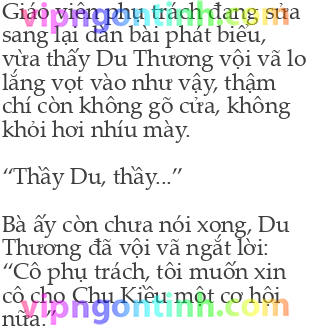 Giáo viên phụ trách đang sửa
sang lại dàn bài phát biểu,
vừa thấy Du Thương vội vã lo
lắng vọt vào như vậy, thậm
chí còn không gõ cửa, không
khỏi hơi nhíu mày.
“Thầy Du, thầy...”
Bà ấy còn chưa nói xong, Du
Thương đã vội vã ngắt lời:
“Cô phụ trách, tôi muốn xin
cô cho Chu Kiều một cơ hội
nữa.”
vipngontinh.com
vipngontinh.com